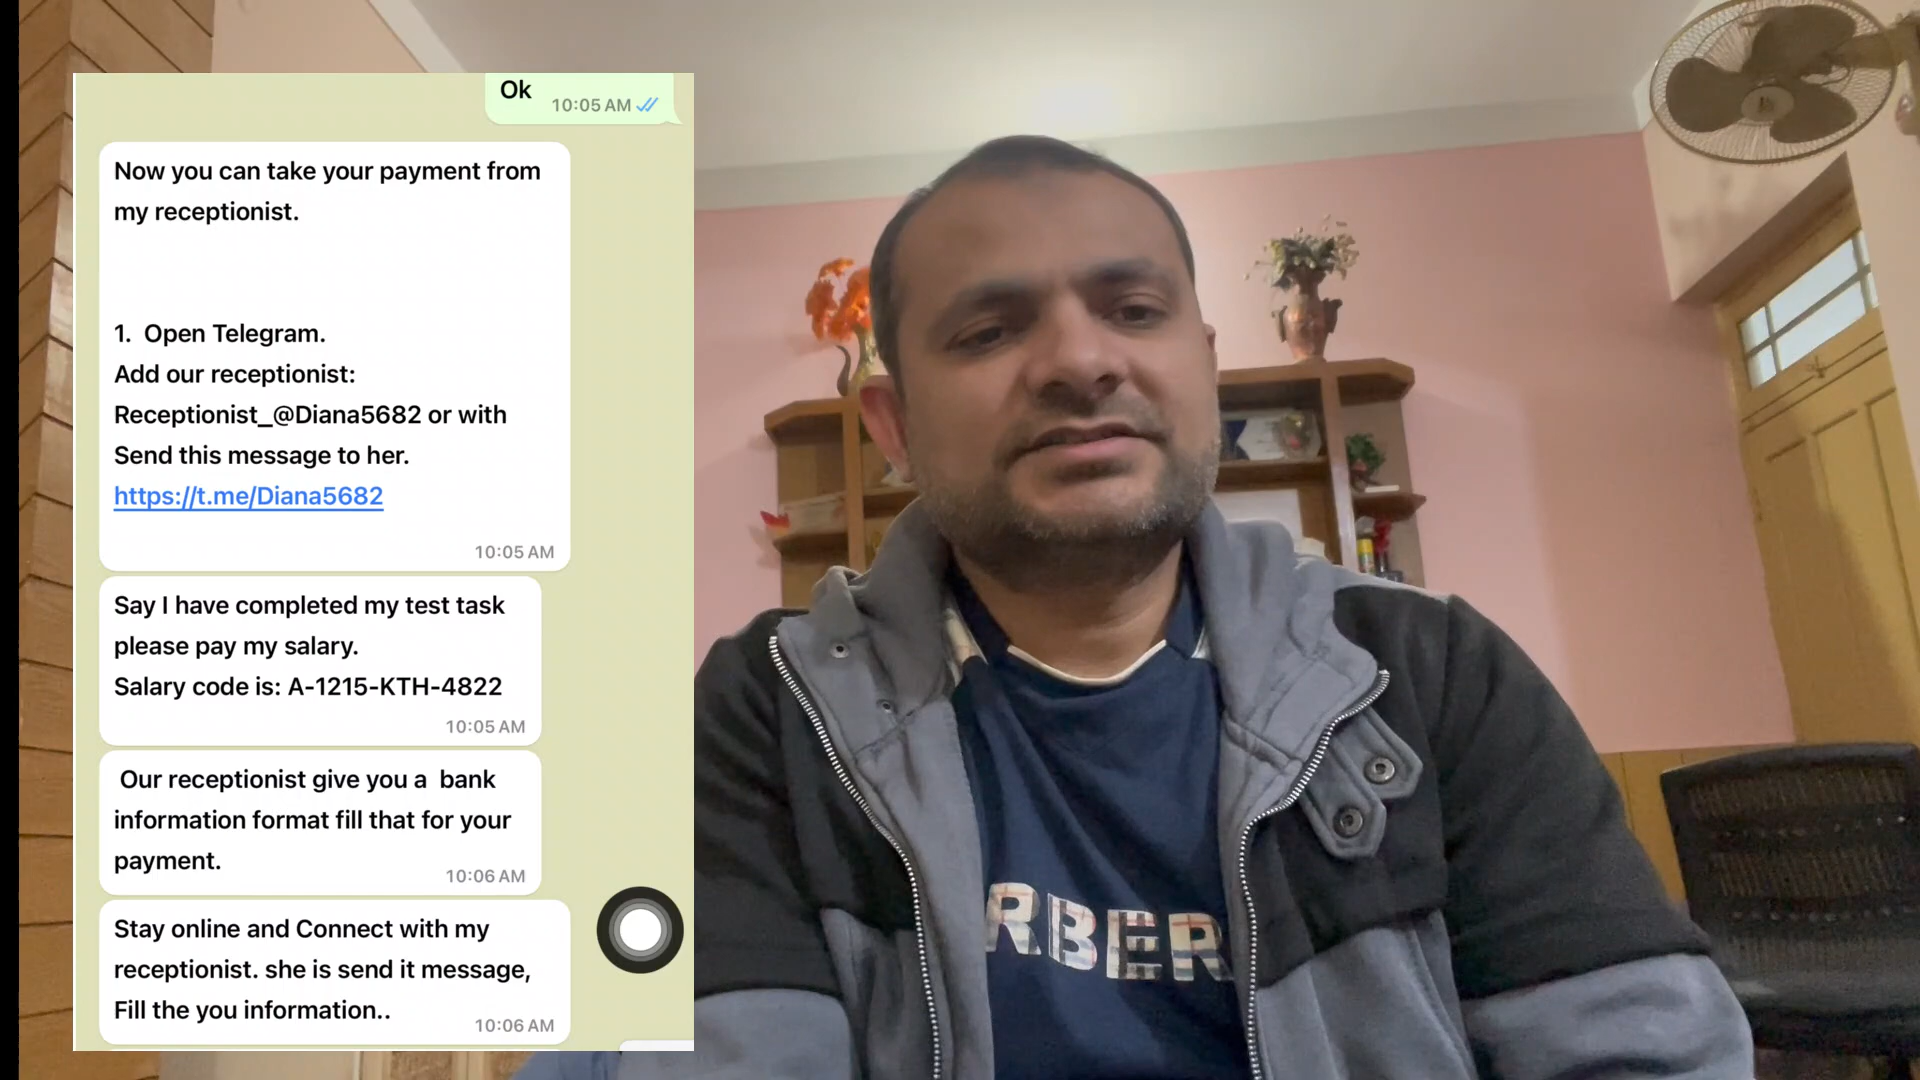 Ok
10:05 AM
Now you can take your payment from
my receptionist.
1. Open Telegram.
Add our receptionist:
Receptionist_@Diana5682 or with
Send this message to her.
https://t.me/Diana5682
10:05 AM
Say I have completed my test task
please pay my salary.
Salary code is: A-1215-KTH-4822
10:05 AM
Our receptionist give you a bank
information format fill that for your
payment.
10:06 AM
Stay online and Connect with my
receptionist. she is send it message,
Fill the you information..
10:06 AM
RBER